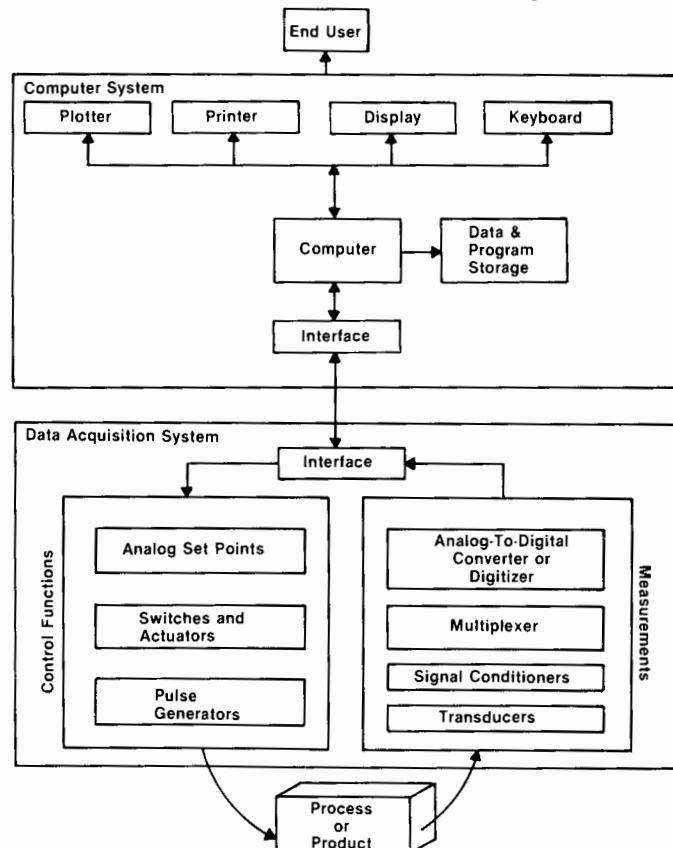 End User
Computer System
Plotter
Printer
Display
Keyboard
Computer
Data &
Program
Storage
Interface
Data Acquisition System
Interface
Control Functions
Analog Set Points
Switches and
Actuators
Pulse
Generators
Analog-To-Digital
Converter or
Digitizer
Multiplexer
Signal Conditioners
Transducers
Measurements
Process
or
Product